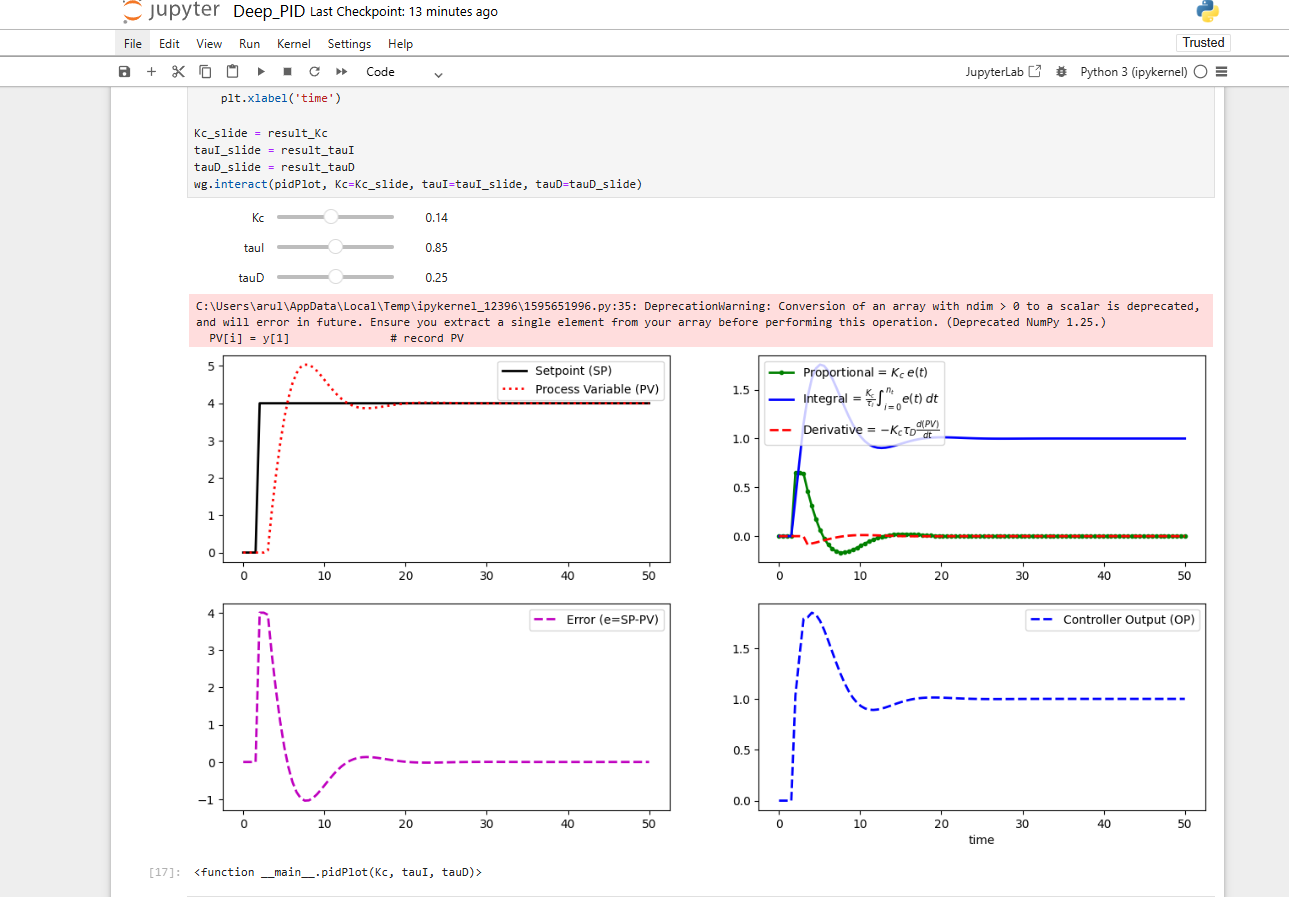 jupyter Deep_PID Last Checkpoint: 13 minutes ago
File Edit View Run Kernel Settings Help Trusted
Code JupyterLab Python 3 (ipykernel)
plt.xlabel('time')
Kc_slide = result_Kc
tauI_slide = result_tauI
tauD_slide = result_tauD
wg.interact(pidPlot, Kc=Kc_slide, tauI=tauI_slide, tauD=tauD_slide)
Kc 0.14
tauI 0.85
tauD 0.25
C:\Users\arul\AppData\Local\Temp\ipykernel_12396\1595651996.py:35: DeprecationWarning: Conversion of an array with ndim > 0 to a scalar is deprecated,
and will error in future. Ensure you extract a single element from your array before performing this operation. (Deprecated NumPy 1.25.)
PV[i] = y[1] # record PV
Setpoint (SP)
Process Variable (PV)
5
4
3
2
1
0
0 10 20 30 40 50
Proportional = K_c e(t)
Integral = K_c/τ_i ∫_{i=0}^{n_t} e(t) dt
Derivative = −K_c τ_D d(PV)/dt
1.5
1.0
0.5
0.0
0 10 20 30 40 50
Error (e=SP-PV)
4
3
2
1
0
−1
0 10 20 30 40 50
Controller Output (OP)
1.5
1.0
0.5
0.0
0 10 20 30 40 50
time
[17]: <function __main__.pidPlot(Kc, tauI, tauD)>